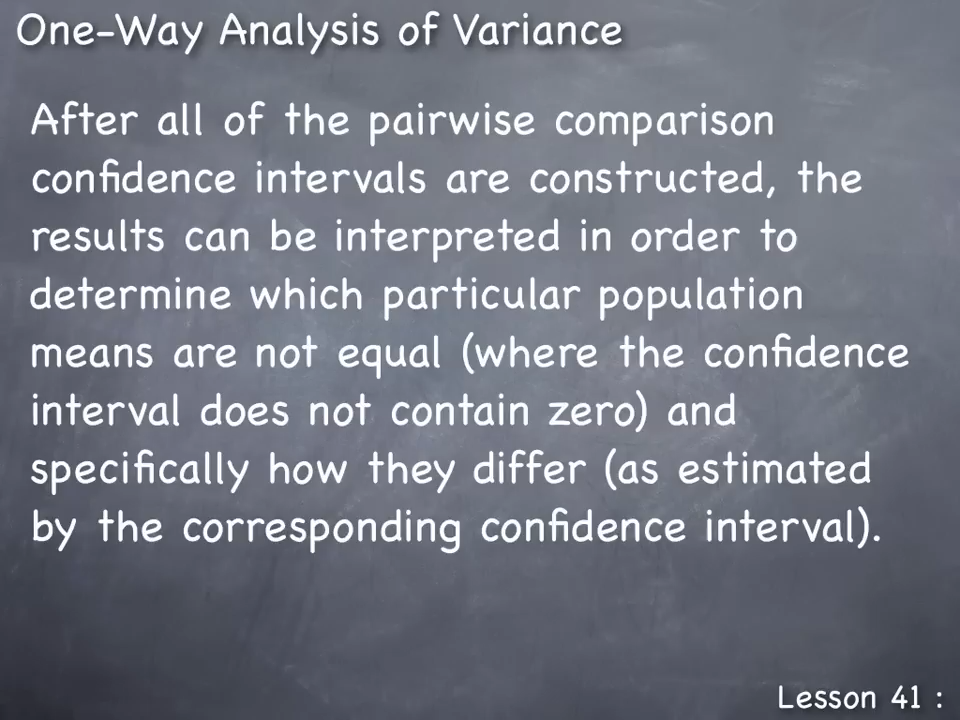 One-Way Analysis of Variance
After all of the pairwise comparison
confidence intervals are constructed, the
results can be interpreted in order to
determine which particular population
means are not equal (where the confidence
interval does not contain zero) and
specifically how they differ (as estimated
by the corresponding confidence interval).
Lesson 41 :